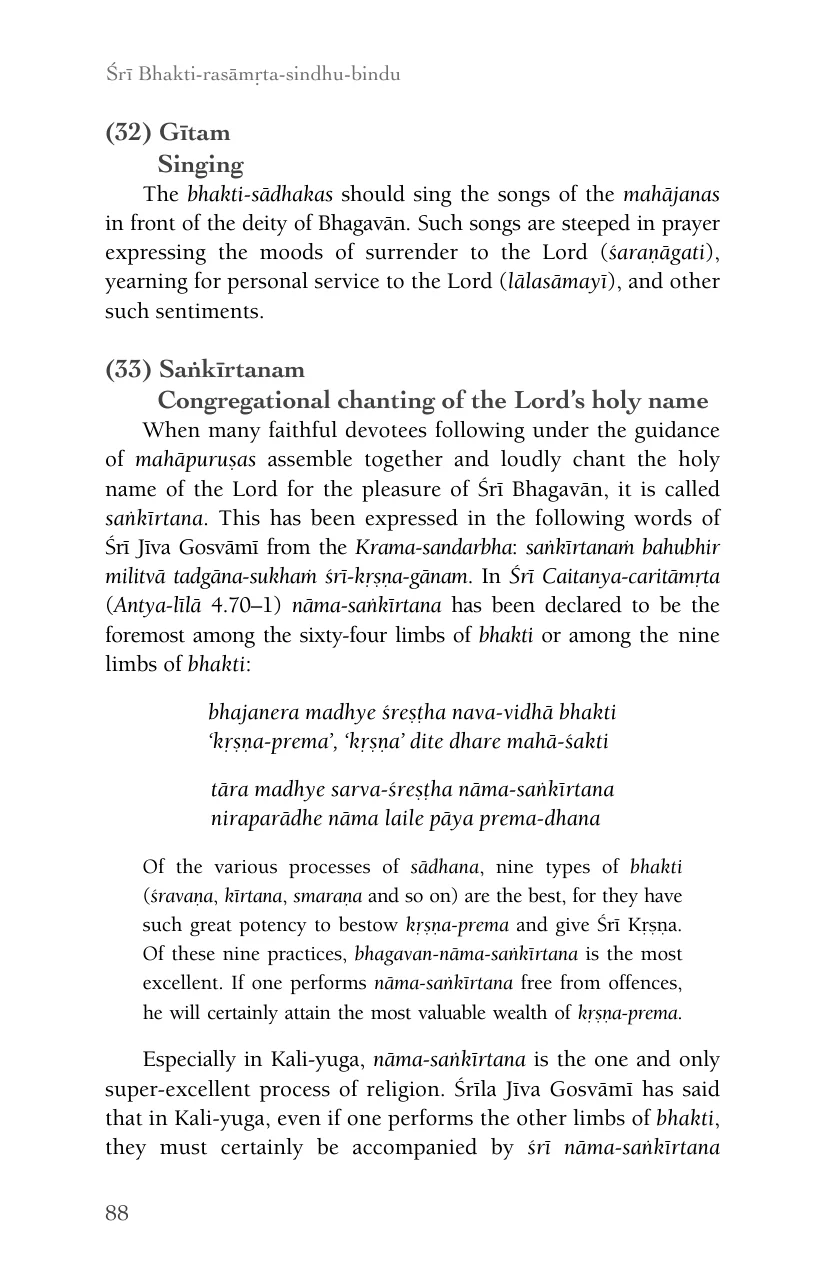 Śrī Bhakti-rasāmṛta-sindhu-bindu
(32) Gītam
Singing
The bhakti-sādhakas should sing the songs of the mahājanas
in front of the deity of Bhagavān. Such songs are steeped in prayer
expressing the moods of surrender to the Lord (śaraṇāgati),
yearning for personal service to the Lord (lālasāmayī), and other
such sentiments.
(33) Saṅkīrtanam
Congregational chanting of the Lord’s holy name
When many faithful devotees following under the guidance
of mahāpuruṣas assemble together and loudly chant the holy
name of the Lord for the pleasure of Śrī Bhagavān, it is called
saṅkīrtana. This has been expressed in the following words of
Śrī Jīva Gosvāmī from the Krama-sandarbha: saṅkīrtanaṁ bahubhir
militvā tadgāna-sukhaṁ śrī-kṛṣṇa-gānam. In Śrī Caitanya-caritāmṛta
(Antya-līlā 4.70–1) nāma-saṅkīrtana has been declared to be the
foremost among the sixty-four limbs of bhakti or among the nine
limbs of bhakti:
bhajanera madhye śreṣṭha nava-vidhā bhakti
‘kṛṣṇa-prema’, ‘kṛṣṇa’ dite dhare mahā-śakti
tāra madhye sarva-śreṣṭha nāma-saṅkīrtana
niraparādhe nāma laile pāya prema-dhana
Of the various processes of sādhana, nine types of bhakti
(śravaṇa, kīrtana, smaraṇa and so on) are the best, for they have
such great potency to bestow kṛṣṇa-prema and give Śrī Kṛṣṇa.
Of these nine practices, bhagavan-nāma-saṅkīrtana is the most
excellent. If one performs nāma-saṅkīrtana free from offences,
he will certainly attain the most valuable wealth of kṛṣṇa-prema.
Especially in Kali-yuga, nāma-saṅkīrtana is the one and only
super-excellent process of religion. Śrīla Jīva Gosvāmī has said
that in Kali-yuga, even if one performs the other limbs of bhakti,
they must certainly be accompanied by śrī nāma-saṅkīrtana
88